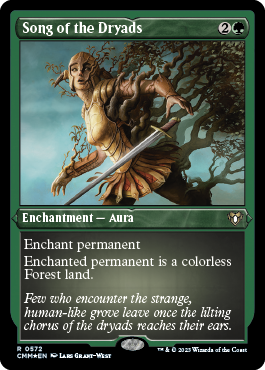 Song of the Dryads 2
Enchantment — Aura
Enchant permanent
Enchanted permanent is a colorless
Forest land.
Few who encounter the strange,
human-like grove leave once the lilting
chorus of the dryads reaches their ears.
R 0572
CMM•EN Lars Grant-West
™ & © 2023 Wizards of the Coast